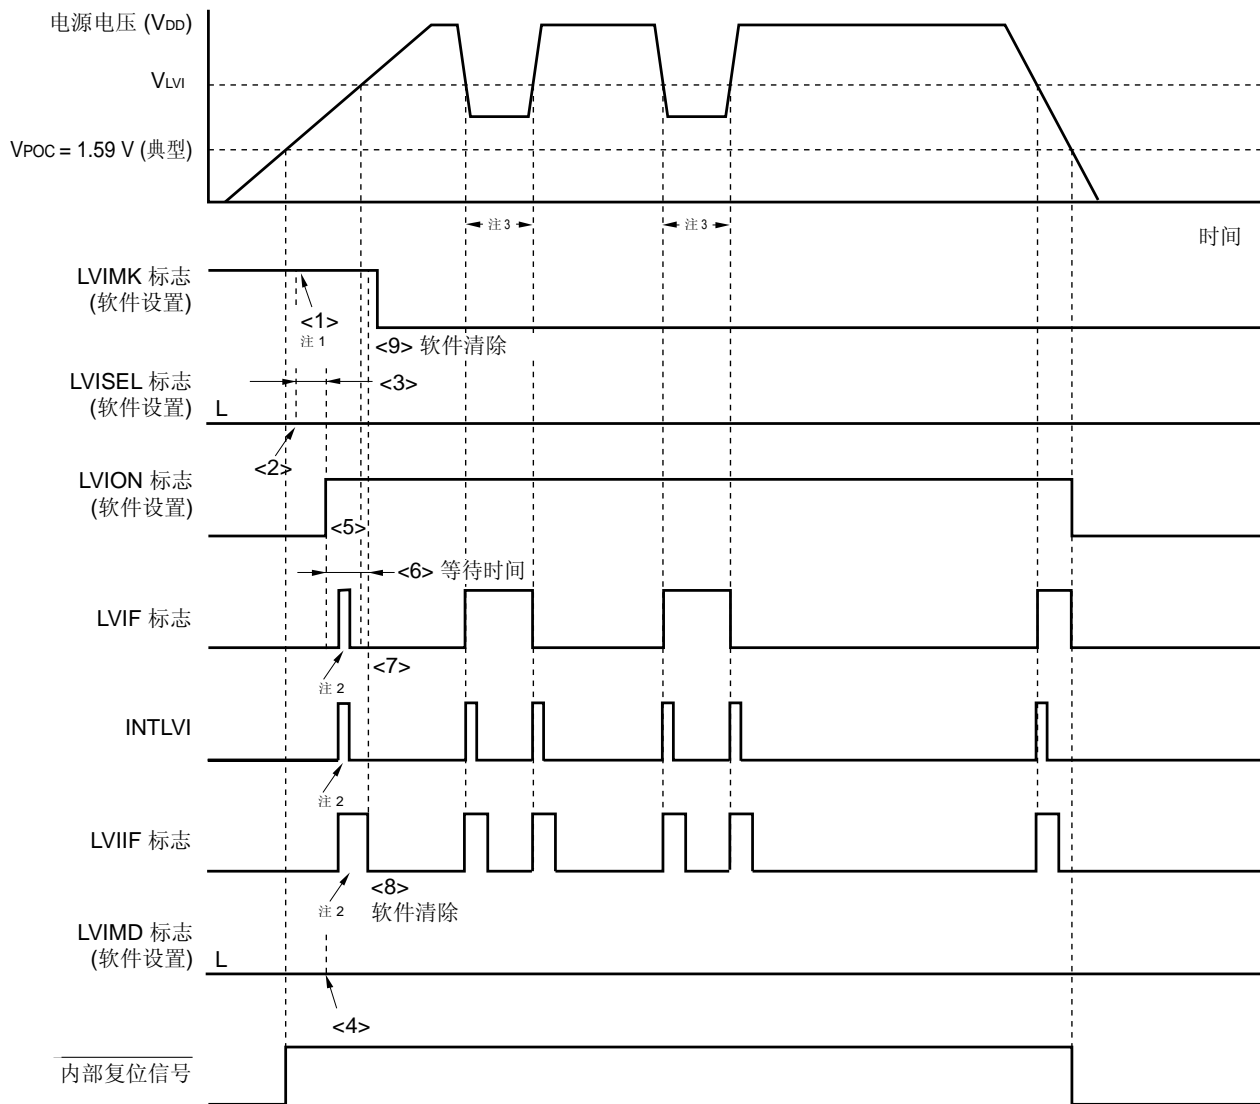 电源电压 (VDD)
VLVI
VPOC = 1.59 V (典型)
注 3
注 3
时间
LVIMK 标志
(软件设置)
<1>
注 1
<9> 软件清除
LVISEL 标志
(软件设置)
L
<3>
<2>
LVION 标志
(软件设置)
<5>
<6> 等待时间
LVIF 标志
注 2
<7>
INTLVI
注 2
LVIIF 标志
注 2
<8>
软件清除
LVIMD 标志
(软件设置)
L
<4>
内部复位信号